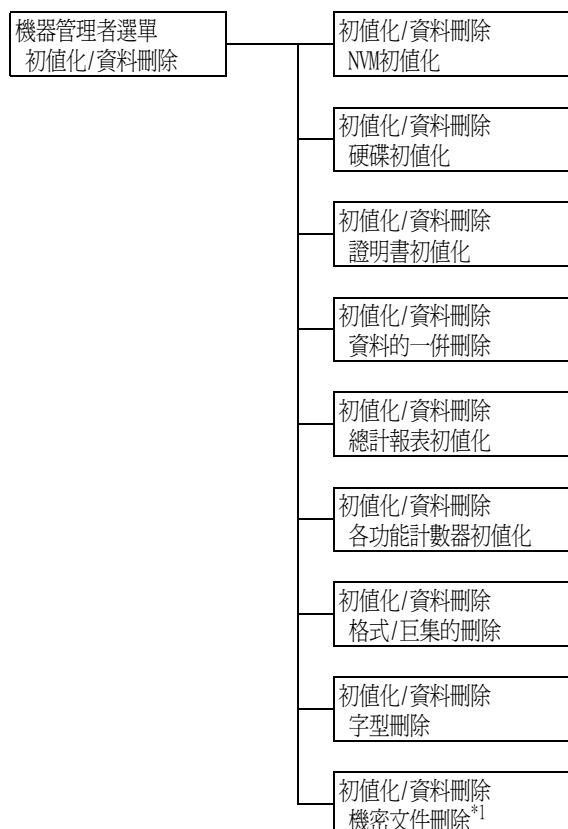 機器管理者選單
初值化/資料刪除
初值化/資料刪除
NVM初值化
初值化/資料刪除
硬碟初值化
初值化/資料刪除
證明書初值化
初值化/資料刪除
資料的一併刪除
初值化/資料刪除
總計報表初值化
初值化/資料刪除
各功能計數器初值化
初值化/資料刪除
格式/巨集的刪除
初值化/資料刪除
字型刪除
初值化/資料刪除
機密文件刪除*1